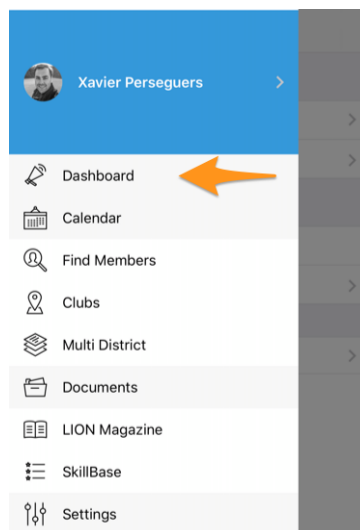 Xavier Perseguers
Dashboard
Calendar
Find Members
Clubs
Multi District
Documents
LION Magazine
SkillBase
Settings